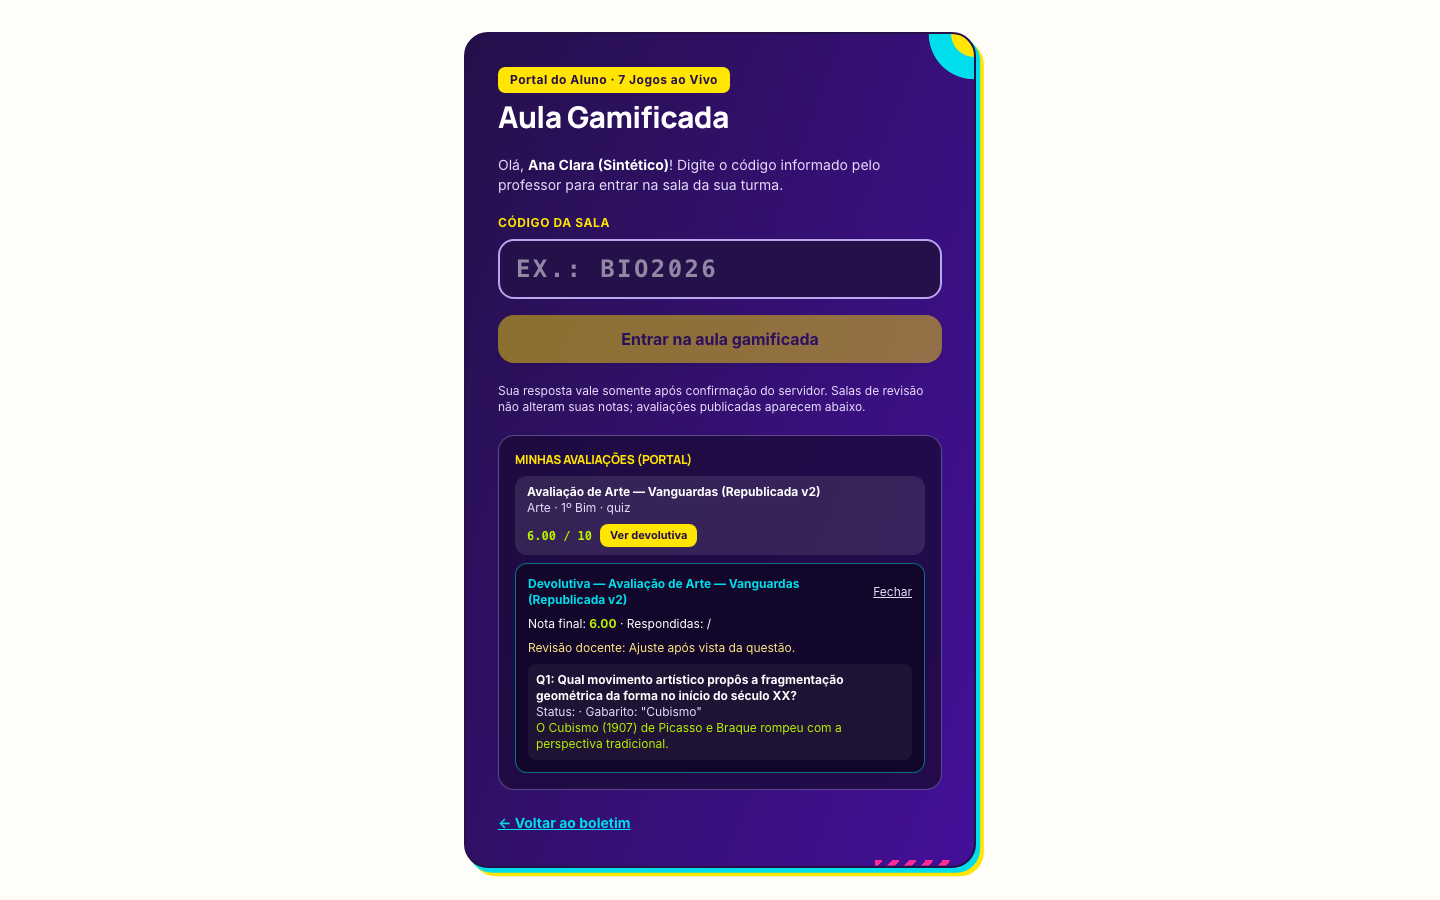 Portal do Aluno · 7 Jogos ao Vivo
Aula Gamificada
Olá, Ana Clara (Sintético)! Digite o código informado pelo
professor para entrar na sala da sua turma.
CÓDIGO DA SALA
EX.: BIO2026
Entrar na aula gamificada
Sua resposta vale somente após confirmação do servidor. Salas de revisão
não alteram suas notas; avaliações publicadas aparecem abaixo.
MINHAS AVALIAÇÕES (PORTAL)
Avaliação de Arte — Vanguardas (Republicada v2)
Arte · 1º Bim · quiz
6.00 / 10 Ver devolutiva
Devolutiva — Avaliação de Arte — Vanguardas
(Republicada v2)
Fechar
Nota final: 6.00 · Respondidas: /
Revisão docente: Ajuste após vista da questão.
Q1: Qual movimento artístico propôs a fragmentação
geométrica da forma no início do século XX?
Status: · Gabarito: "Cubismo"
O Cubismo (1907) de Picasso e Braque rompeu com a
perspectiva tradicional.
← Voltar ao boletim